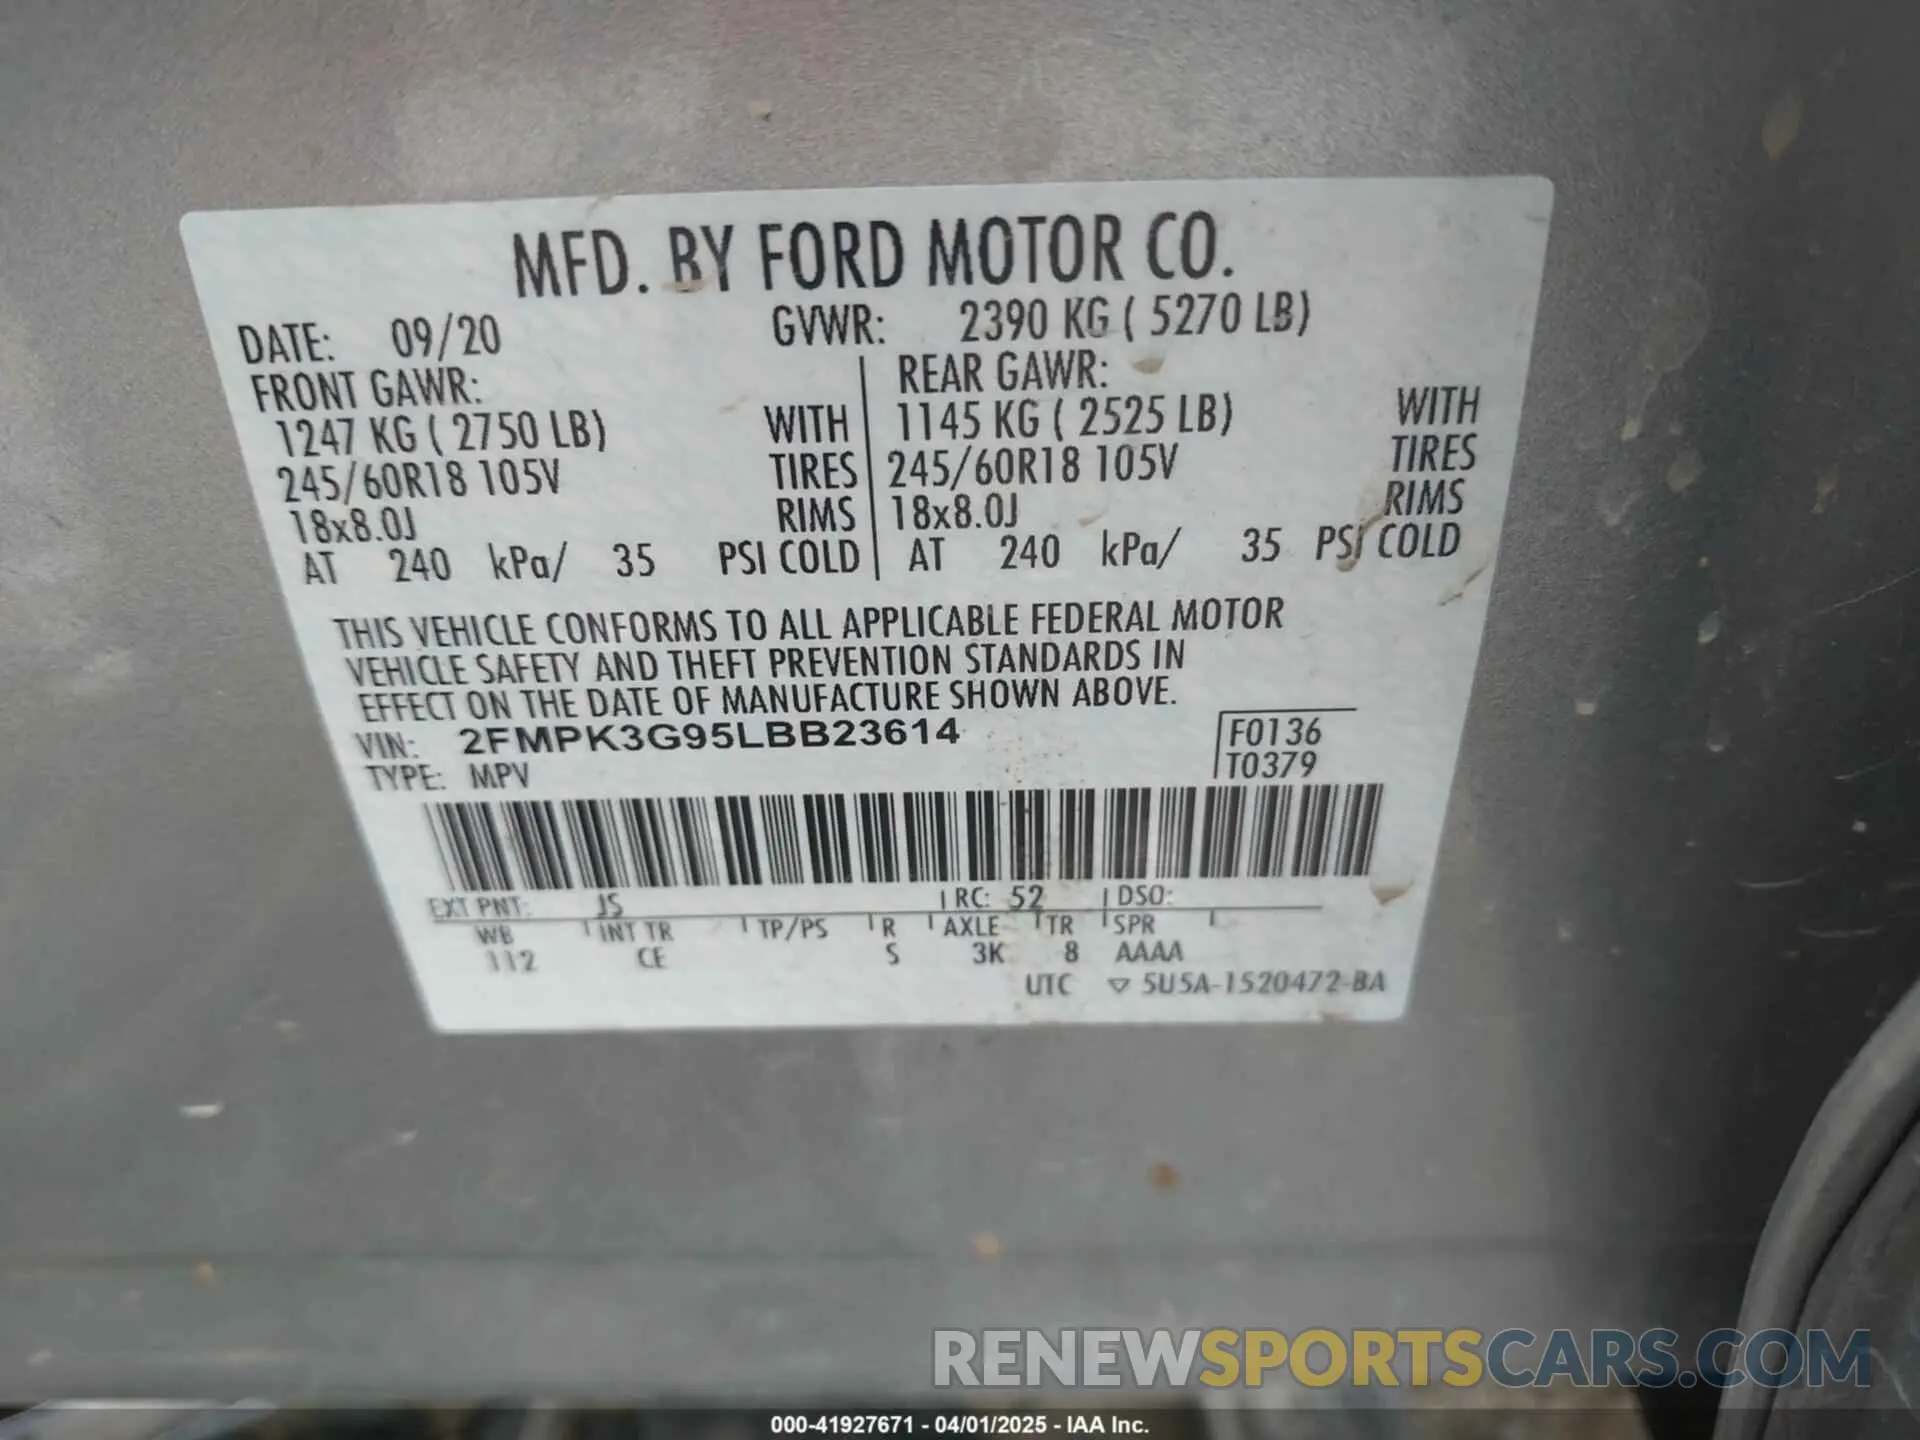 MFD. BY FORD MOTOR CO.
DATE: 09/20 GVWR: 2390 KG ( 5270 LB)
FRONT GAWR: REAR GAWR:
1247 KG ( 2750 LB) WITH 1145 KG ( 2525 LB) WITH
245/60R18 105V TIRES 245/60R18 105V TIRES
18x8.0J RIMS 18x8.0J RIMS
AT 240 kPa/ 35 PSI COLD AT 240 kPa/ 35 PSI COLD
THIS VEHICLE CONFORMS TO ALL APPLICABLE FEDERAL MOTOR
VEHICLE SAFETY AND THEFT PREVENTION STANDARDS IN
EFFECT ON THE DATE OF MANUFACTURE SHOWN ABOVE.
VIN: 2FMPK3G95LBB23614 F0136
TYPE: MPV T0379
EXT PNT: JS RC: 52 DSO:
WB INT TR TP/PS R AXLE TR SPR
112 CE S 3K 8 AAAA
UTC ▽ 5U5A-1520472-BA
RENEWSPORTSCARS.COM
000-41927671 - 04/01/2025 - IAA Inc.